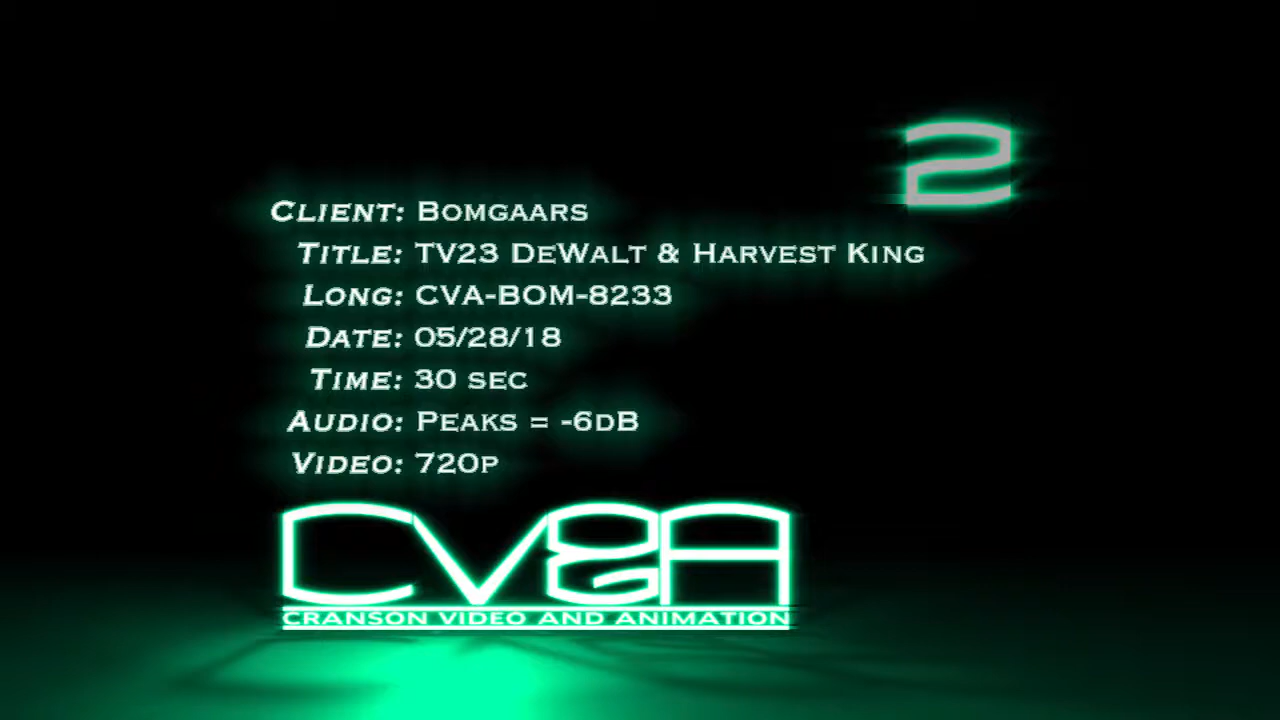 2
Client: Bomgaars
Title: TV23 DeWalt & Harvest King
Long: CVA-BOM-8233
Date: 05/28/18
Time: 30 sec
Audio: Peaks = -6dB
Video: 720p
CV&A
CRANSON VIDEO AND ANIMATION